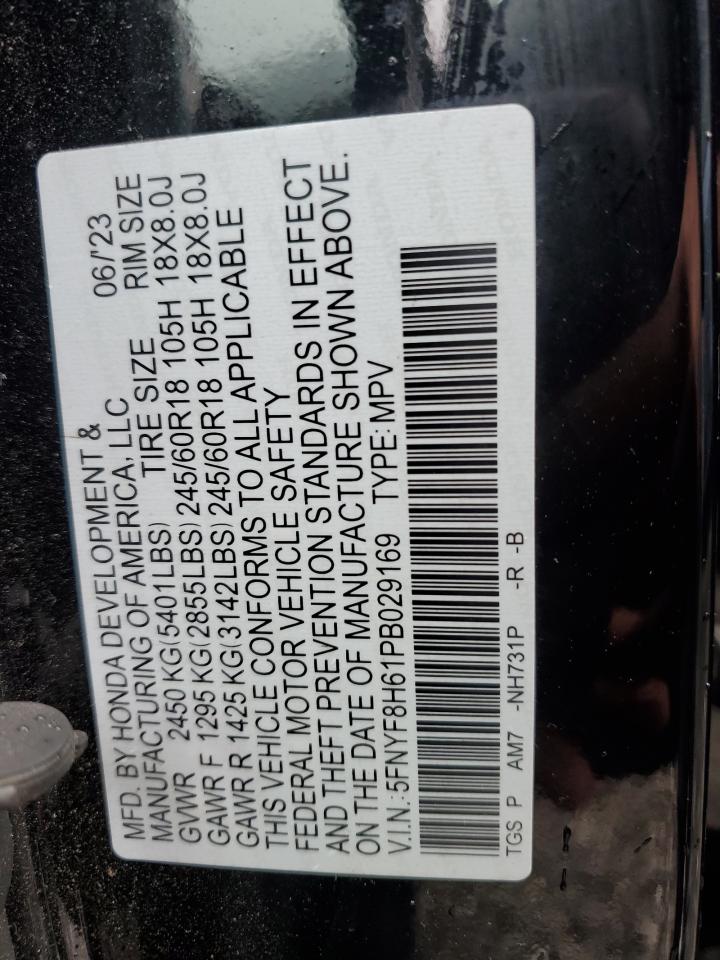 MFD. BY HONDA DEVELOPMENT &
MANUFACTURING OF AMERICA, LLC 06/'23
GVWR 2450 KG(5401LBS) TIRE SIZE RIM SIZE
GAWR F 1295 KG(2855LBS) 245/60R18 105H 18X8.0J
GAWR R 1425 KG(3142LBS) 245/60R18 105H 18X8.0J
THIS VEHICLE CONFORMS TO ALL APPLICABLE
FEDERAL MOTOR VEHICLE SAFETY
AND THEFT PREVENTION STANDARDS IN EFFECT
ON THE DATE OF MANUFACTURE SHOWN ABOVE.
V.I.N.:5FNYF8H61PB029169 TYPE:MPV
TGS P AM7 -NH731P -R -B